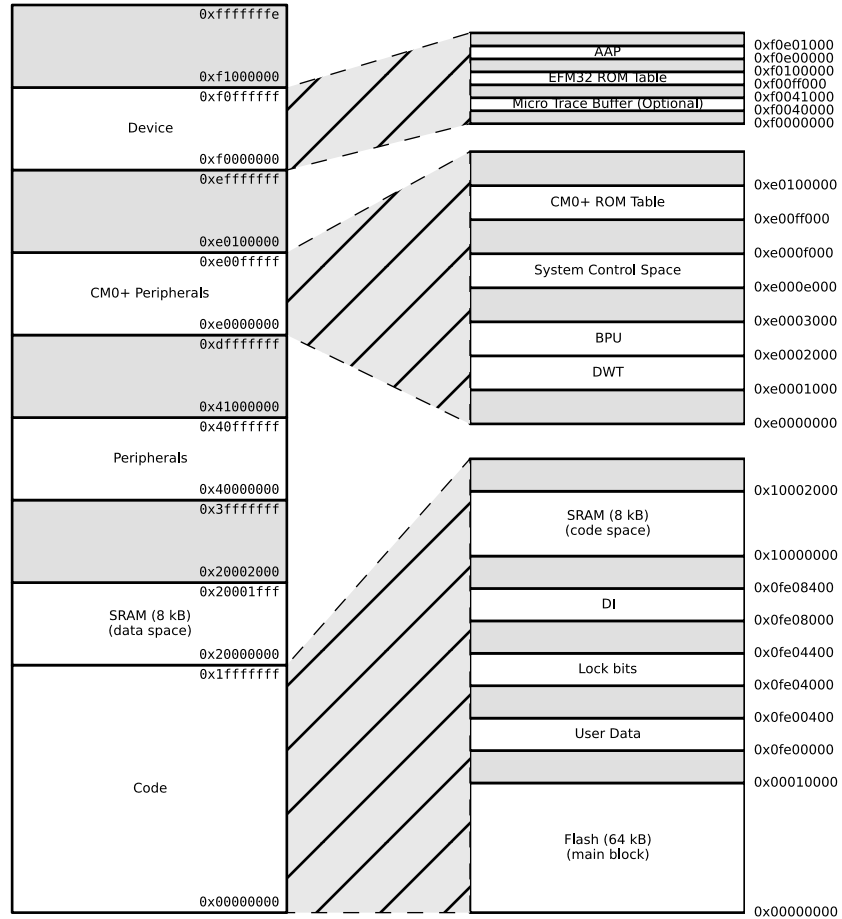 0xfffffffe
0xf1000000
0xf0ffffff
Device
0xf0000000
0xefffffff
0xe0100000
0xe00fffff
CM0+ Peripherals
0xe0000000
0xdfffffff
0x41000000
0x40ffffff
Peripherals
0x40000000
0x3fffffff
0x20002000
0x20001fff
SRAM (8 kB)
(data space)
0x20000000
0x1fffffff
Code
0x00000000
0xf0e01000
AAP
0xf0e00000
0xf0100000
EFM32 ROM Table
0xf00ff000
0xf0041000
Micro Trace Buffer (Optional)
0xf0040000
0xf0000000
0xe0100000
CM0+ ROM Table
0xe00ff000
0xe000f000
System Control Space
0xe000e000
0xe0003000
BPU
0xe0002000
DWT
0xe0001000
0xe0000000
0x10002000
SRAM (8 kB)
(code space)
0x10000000
0x0fe08400
DI
0x0fe08000
0x0fe04400
Lock bits
0x0fe04000
0x0fe00400
User Data
0x0fe00000
0x00010000
Flash (64 kB)
(main block)
0x00000000